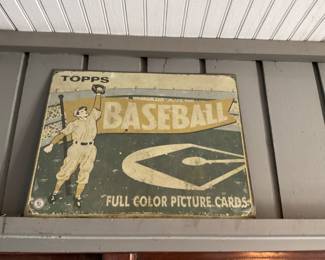 TOPPS
BASEBALL
FULL COLOR PICTURE CARDS